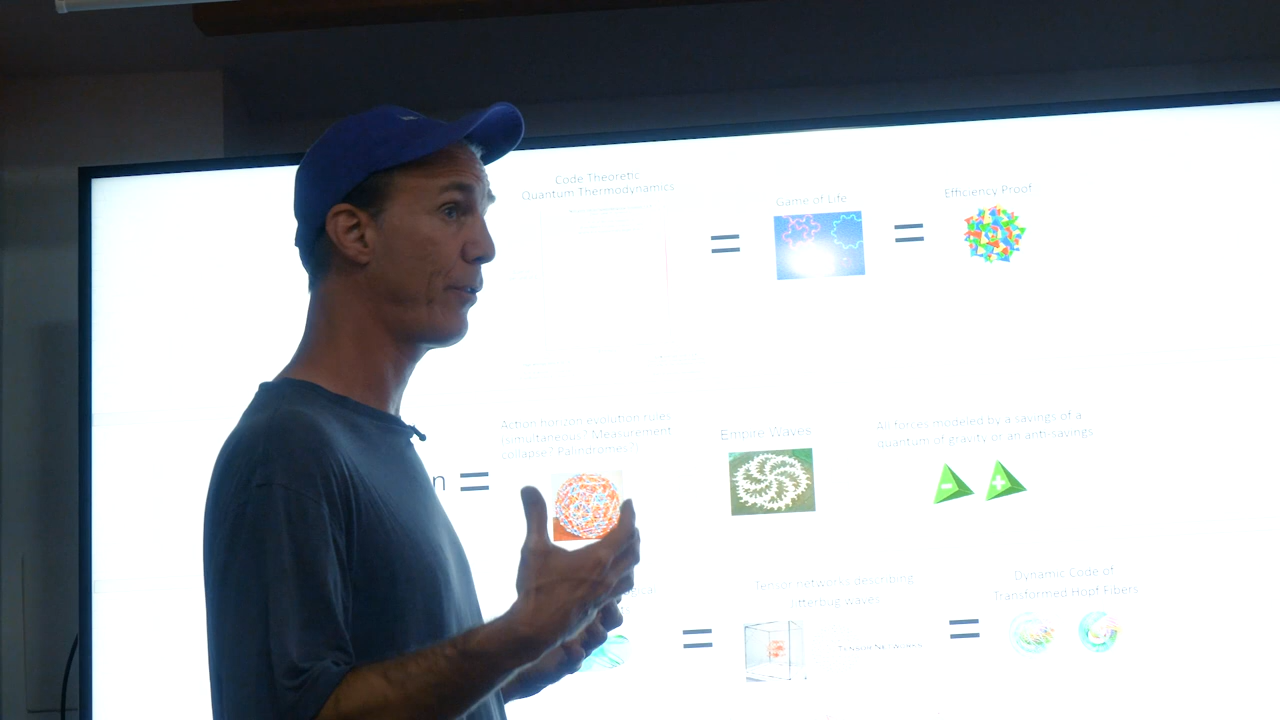 Code Theoretic
Quantum Thermodynamics
=
Game of Life
=
Efficiency Proof
Action horizon evolution rules
(simultaneous? Measurement
collapse? Palindromes?)
n =
Empire Waves
All forces modeled by a savings of a
quantum of gravity or an anti-savings
- +
Tensor networks describing
jitterbug waves
=
TENSOR NETWORKS
=
Dynamic Code of
Transformed Hopf Fibers